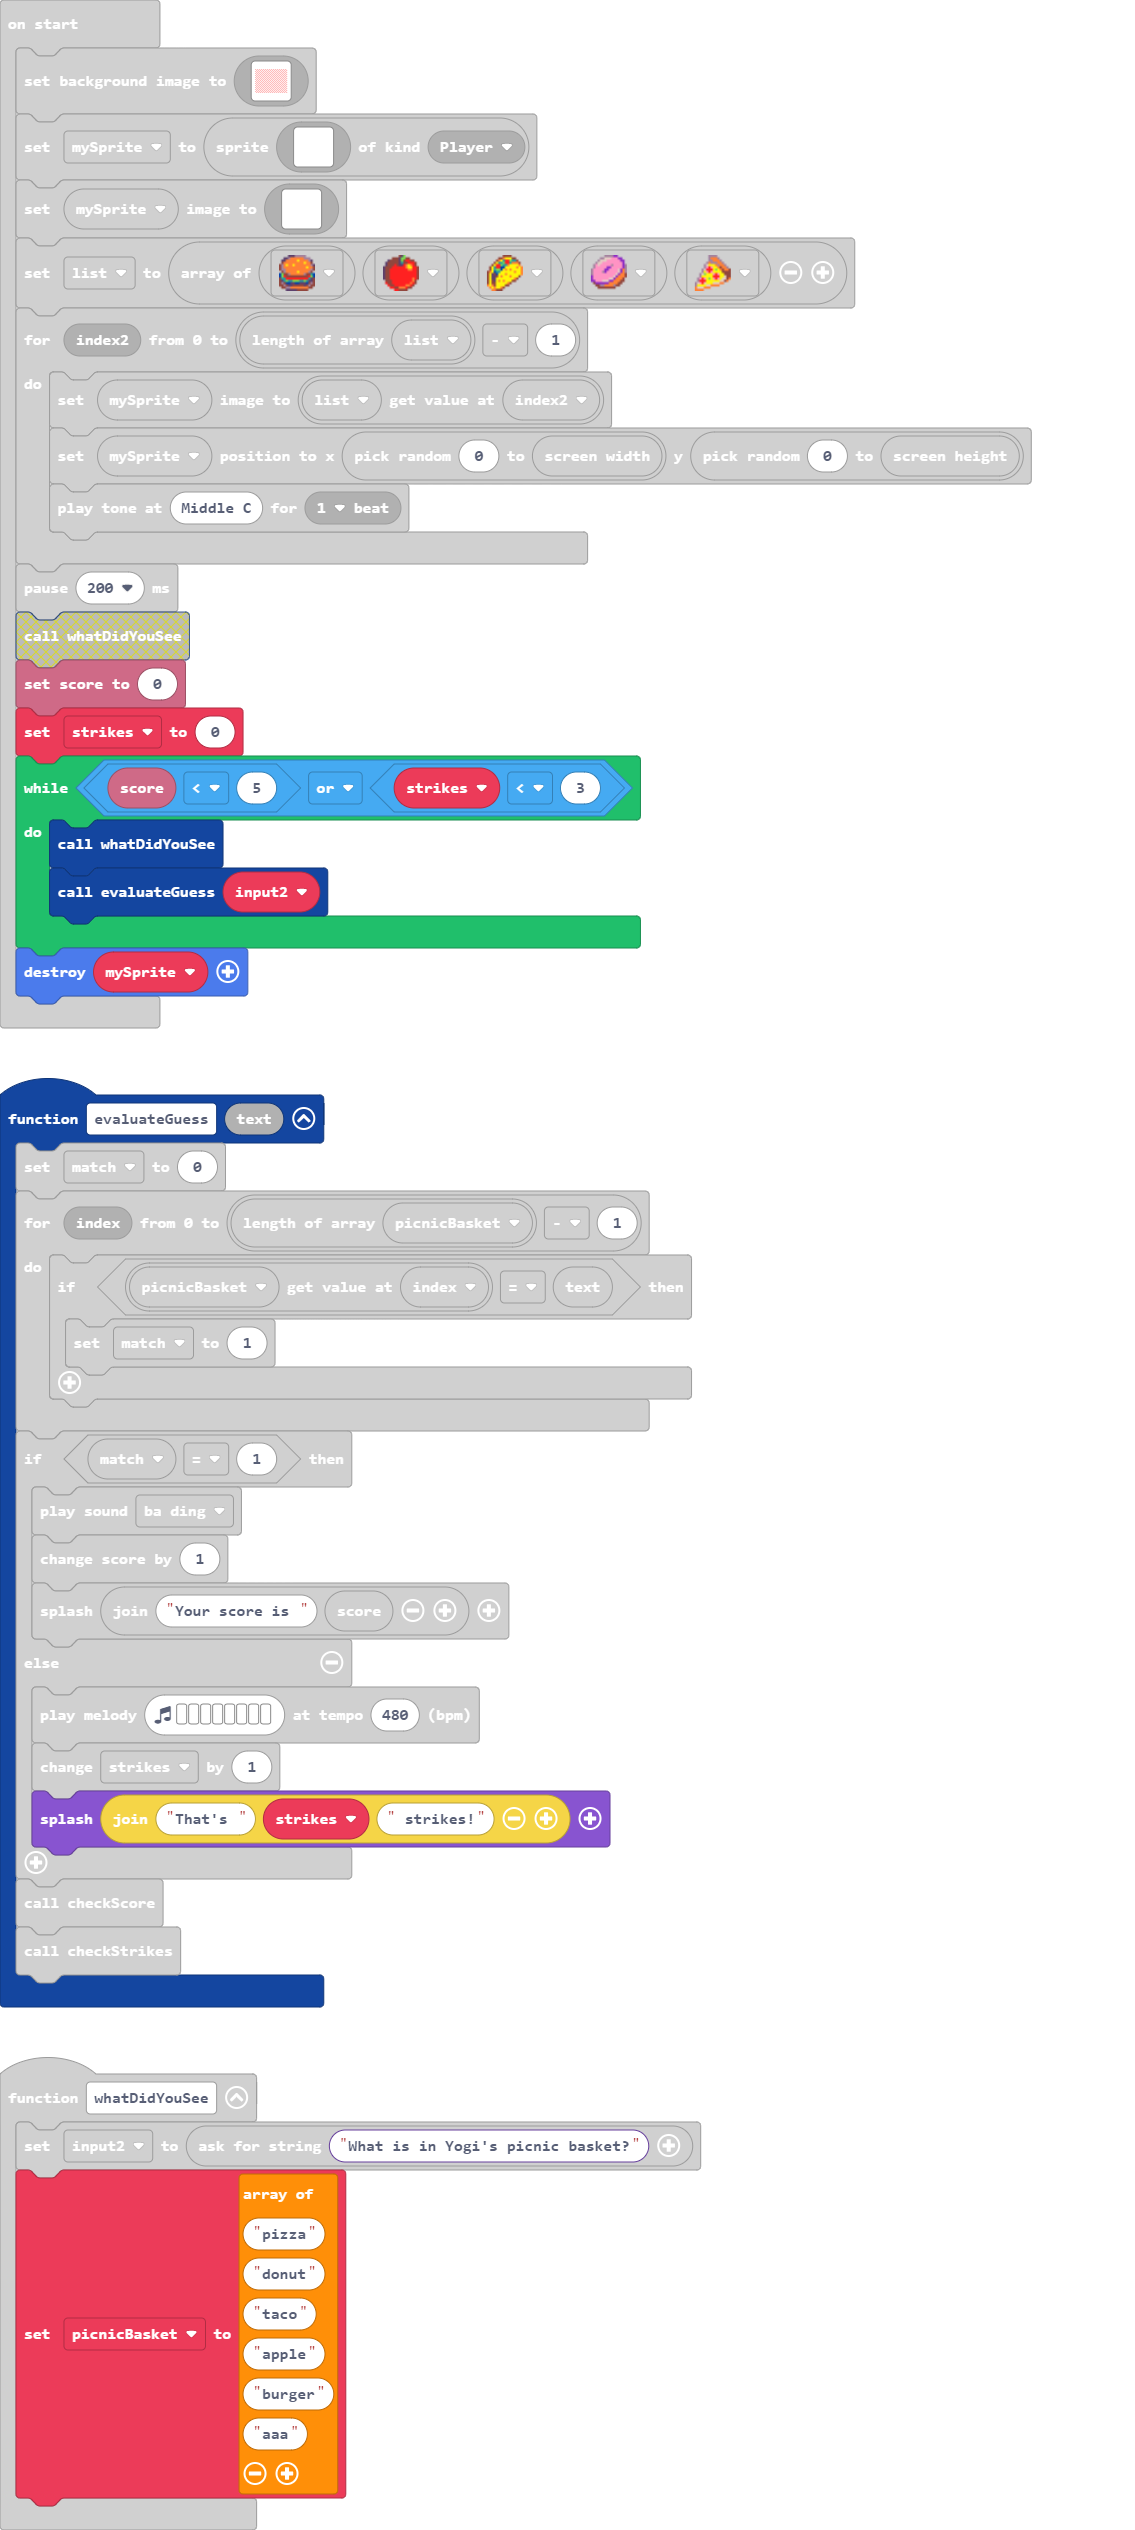 on start
set background image to
set mySprite to sprite of kind Player
set mySprite image to
set list to array of
for index2 from 0 to length of array list - 1
do
set mySprite image to list get value at index2
set mySprite position to x pick random 0 to screen width y pick random 0 to screen height
play tone at Middle C for 1 beat
pause 200 ms
call whatDidYouSee
set score to 0
set strikes to 0
while score < 5 or strikes < 3
do
call whatDidYouSee
call evaluateGuess input2
destroy mySprite
function evaluateGuess text
set match to 0
for index from 0 to length of array picnicBasket - 1
do
if picnicBasket get value at index = text then
set match to 1
if match = 1 then
play sound ba ding
change score by 1
splash join "Your score is " score
else
play melody at tempo 480 (bpm)
change strikes by 1
splash join "That's " strikes " strikes!"
call checkScore
call checkStrikes
function whatDidYouSee
set input2 to ask for string "What is in Yogi's picnic basket?"
set picnicBasket to array of
"pizza"
"donut"
"taco"
"apple"
"burger"
"aaa"